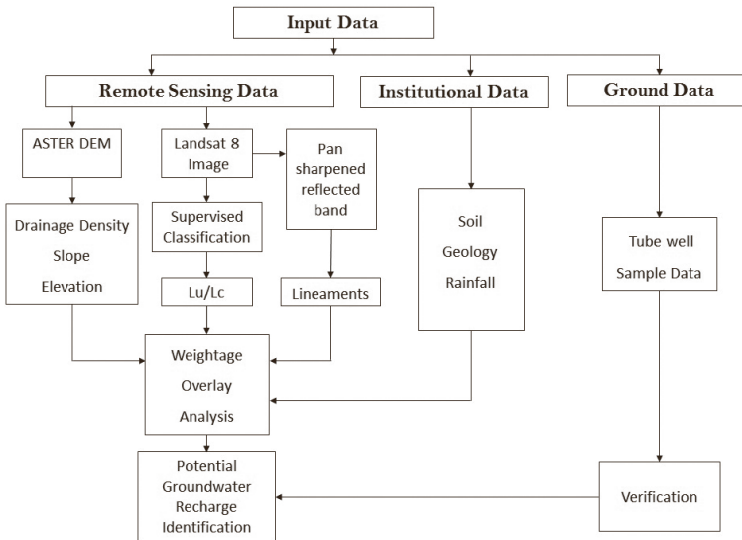 Input Data
Remote Sensing Data
Institutional Data
Ground Data
ASTER DEM
Landsat 8
Image
Pan
sharpened
reflected
band
Drainage Density
Slope
Elevation
Supervised
Classification
Lu/Lc
Lineaments
Soil
Geology
Rainfall
Tube well
Sample Data
Weightage
Overlay
Analysis
Potential
Groundwater
Recharge
Identification
Verification